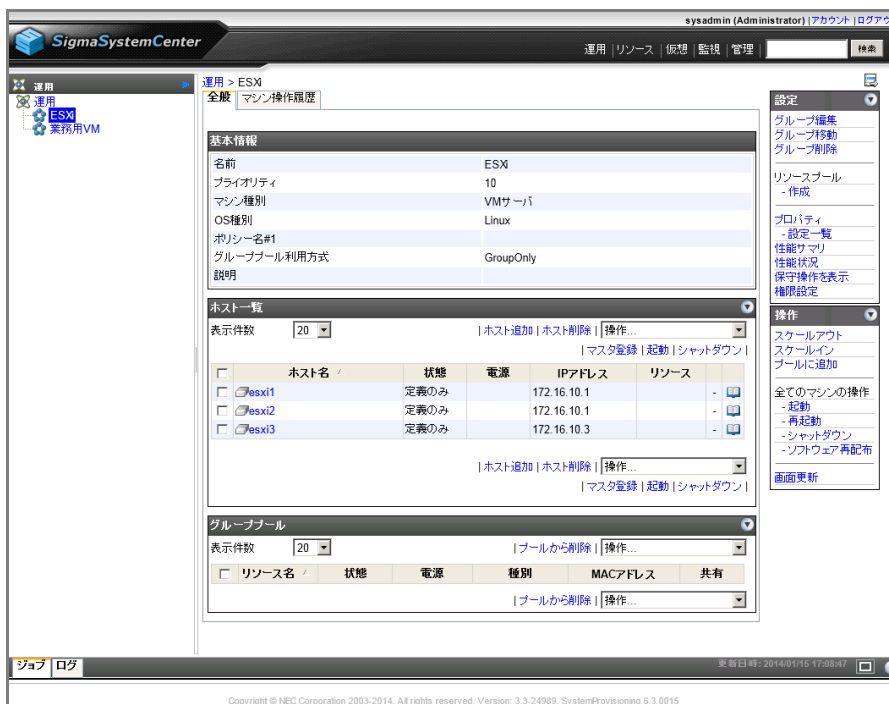 sysadmin (Administrator) | アカウント | ログアウ
SigmaSystemCenter
運用 | リソース | 仮想 | 監視 | 管理 | 検索
運用
運用
ESXi
業務用VM
運用 > ESXi
全般 マシン操作履歴
基本情報
名前 ESXi
プライオリティ 10
マシン種別 VMサーバ
OS種別 Linux
ポリシー名#1
グループプール利用方式 GroupOnly
説明
ホスト一覧
表示件数 20 | ホスト追加 | ホスト削除 | 操作...
| マスタ登録 | 起動 | シャットダウン |
ホスト名 状態 電源 IPアドレス リソース
esxi1 定義のみ 172.16.10.1 -
esxi2 定義のみ 172.16.10.1 -
esxi3 定義のみ 172.16.10.3 -
| ホスト追加 | ホスト削除 | 操作...
| マスタ登録 | 起動 | シャットダウン |
グループプール
表示件数 20 | プールから削除 | 操作...
リソース名 状態 電源 種別 MACアドレス 共有
| プールから削除 | 操作...
設定
グループ編集
グループ移動
グループ削除
リソースプール
- 作成
プロパティ
- 設定一覧
性能サマリ
性能状況
保守操作を表示
権限設定
操作
スケールアウト
スケールイン
プールに追加
全てのマシンの操作
- 起動
- 再起動
- シャットダウン
- ソフトウェア再配布
画面更新
ジョブ ログ
更新日時: 2014/01/15 17:08:47
Copyright © NEC Corporation 2003-2014. All rights reserved. Version: 3.3-24989, SystemProvisioning 6.3.0015